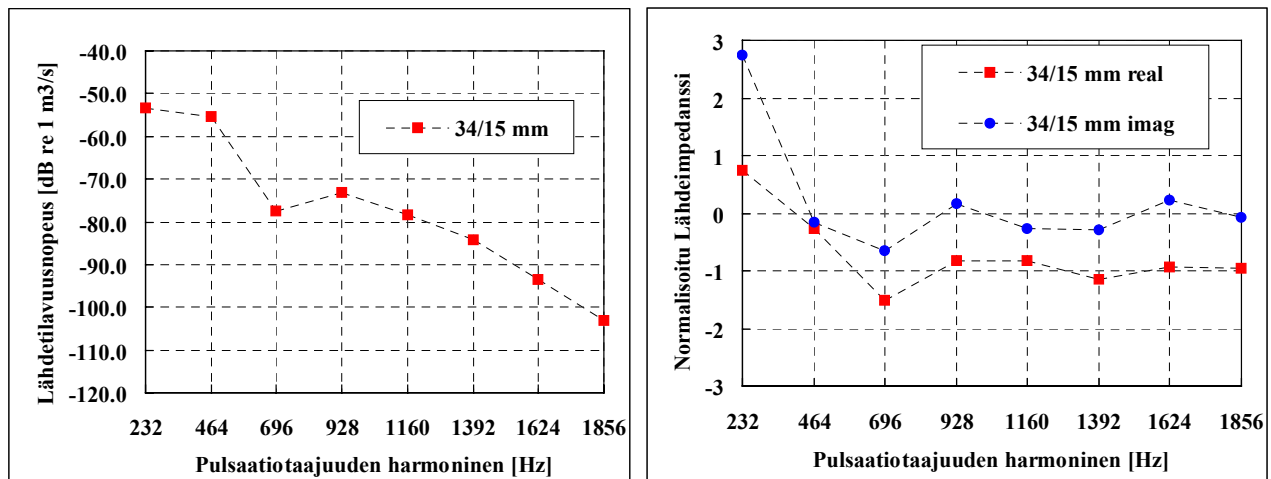 Lähdetilavuusnopeus [dB re 1 m3/s]
-40.0
-50.0
-60.0
-70.0
-80.0
-90.0
-100.0
-110.0
-120.0
34/15 mm
232 464 696 928 1160 1392 1624 1856
Pulsaatiotaajuuden harmoninen [Hz]
Normalisoitu Lähdeimpedanssi
3
2
1
0
-1
-2
-3
34/15 mm real
34/15 mm imag
232 464 696 928 1160 1392 1624 1856
Pulsaatiotaajuuden harmoninen [Hz]